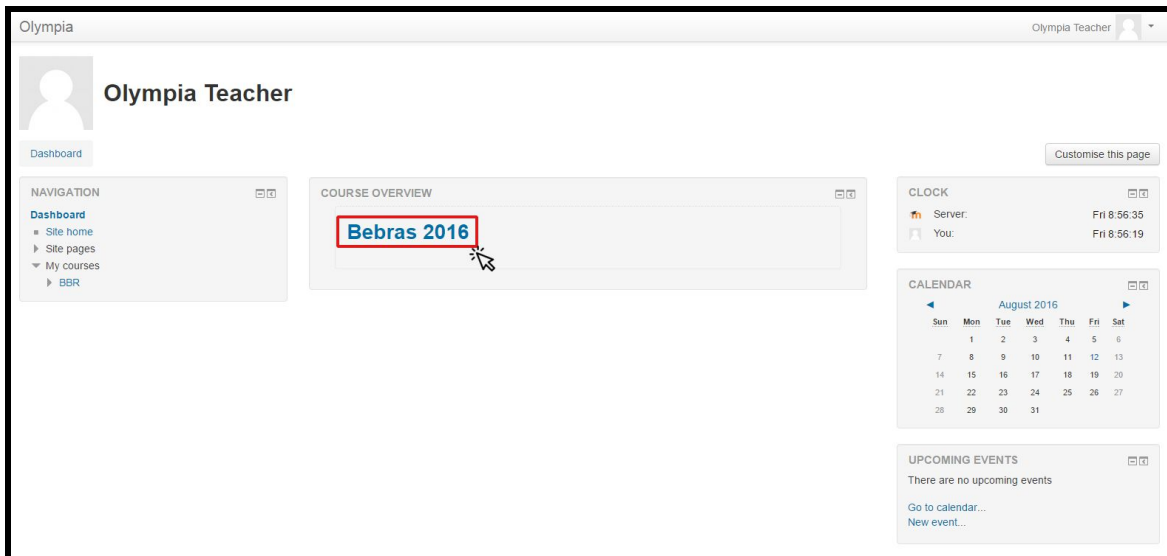 Olympia
Olympia Teacher
Olympia Teacher
Dashboard
Customise this page
NAVIGATION
Dashboard
Site home
Site pages
My courses
BBR
COURSE OVERVIEW
Bebras 2016
CLOCK
Server: Fri 8:56:35
You: Fri 8:56:19
CALENDAR
August 2016
Sun Mon Tue Wed Thu Fri Sat
1 2 3 4 5 6
7 8 9 10 11 12 13
14 15 16 17 18 19 20
21 22 23 24 25 26 27
28 29 30 31
UPCOMING EVENTS
There are no upcoming events
Go to calendar...
New event...